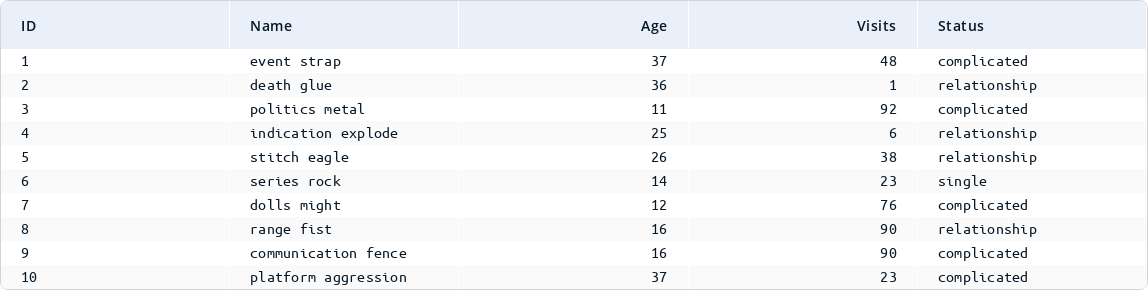 ID Name Age Visits Status
1 event strap 37 48 complicated
2 death glue 36 1 relationship
3 politics metal 11 92 complicated
4 indication explode 25 6 relationship
5 stitch eagle 26 38 relationship
6 series rock 14 23 single
7 dolls might 12 76 complicated
8 range fist 16 90 relationship
9 communication fence 16 90 complicated
10 platform aggression 37 23 complicated